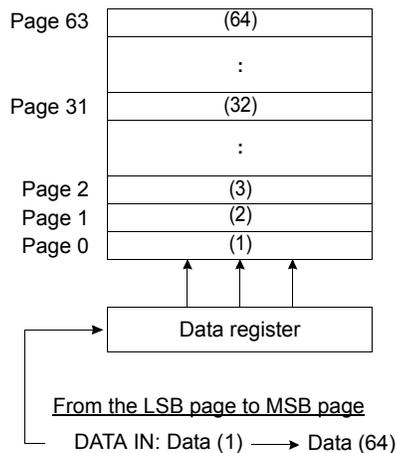 Page 63 (64)
:
Page 31 (32)
:
Page 2 (3)
Page 1 (2)
Page 0 (1)
Data register
From the LSB page to MSB page
DATA IN: Data (1) Data (64)